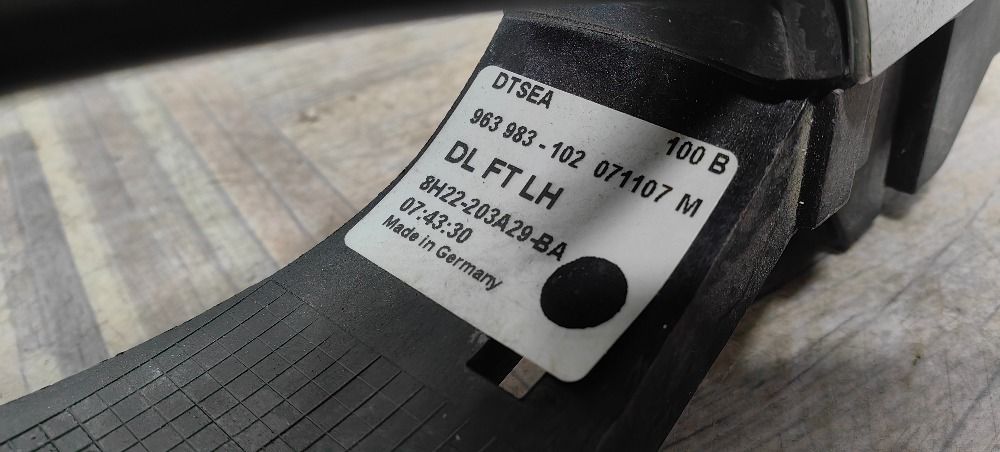 DTSEA 100 B
963 983 - 102 071107 M
DL FT LH
8H22-203A29-BA
07:43:30
Made in Germany